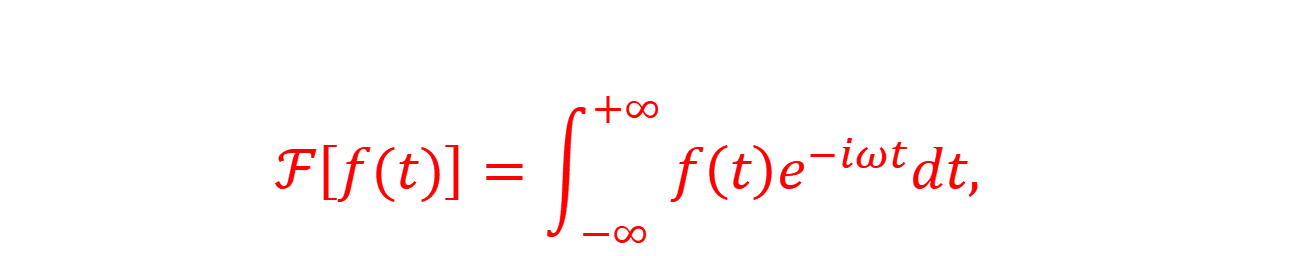 ℱ[f(t)] = ∫_{−∞}^{+∞} f(t)e^{−iωt}dt,